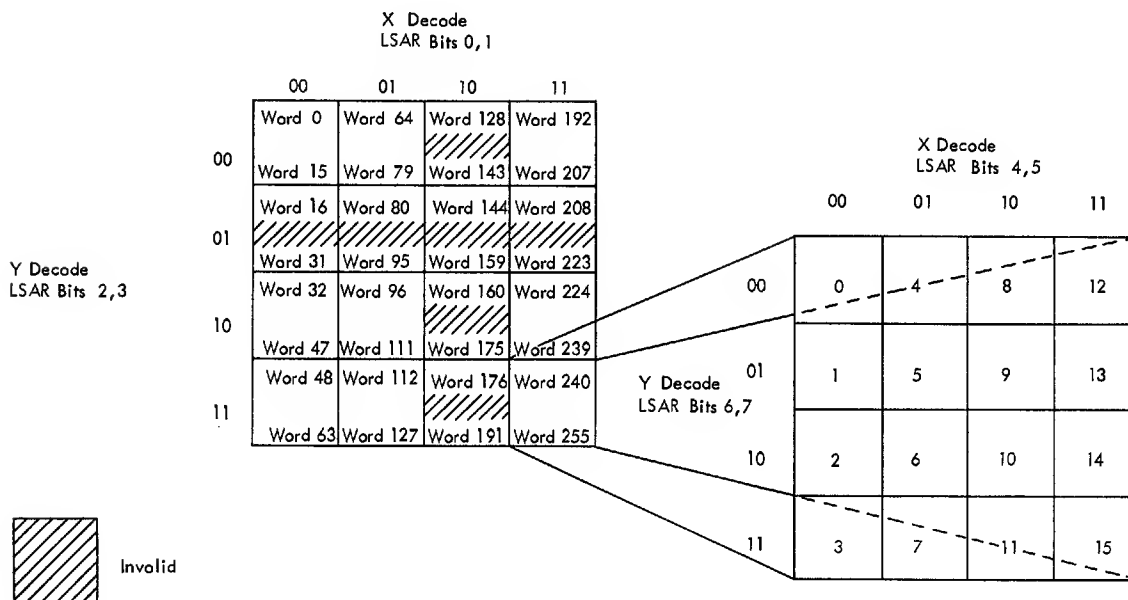 X Decode
LSAR Bits 0,1
00 01 10 11
Word 0 Word 64 Word 128 Word 192
00
Word 15 Word 79 Word 143 Word 207
Word 16 Word 80 Word 144 Word 208
01
Word 31 Word 95 Word 159 Word 223
Y Decode
LSAR Bits 2,3
Word 32 Word 96 Word 160 Word 224
10
Word 47 Word 111 Word 175 Word 239
Word 48 Word 112 Word 176 Word 240
11
Word 63 Word 127 Word 191 Word 255
X Decode
LSAR Bits 4,5
00 01 10 11
00 0 4 8 12
01 1 5 9 13
Y Decode
LSAR Bits 6,7
10 2 6 10 14
11 3 7 11 15
Invalid